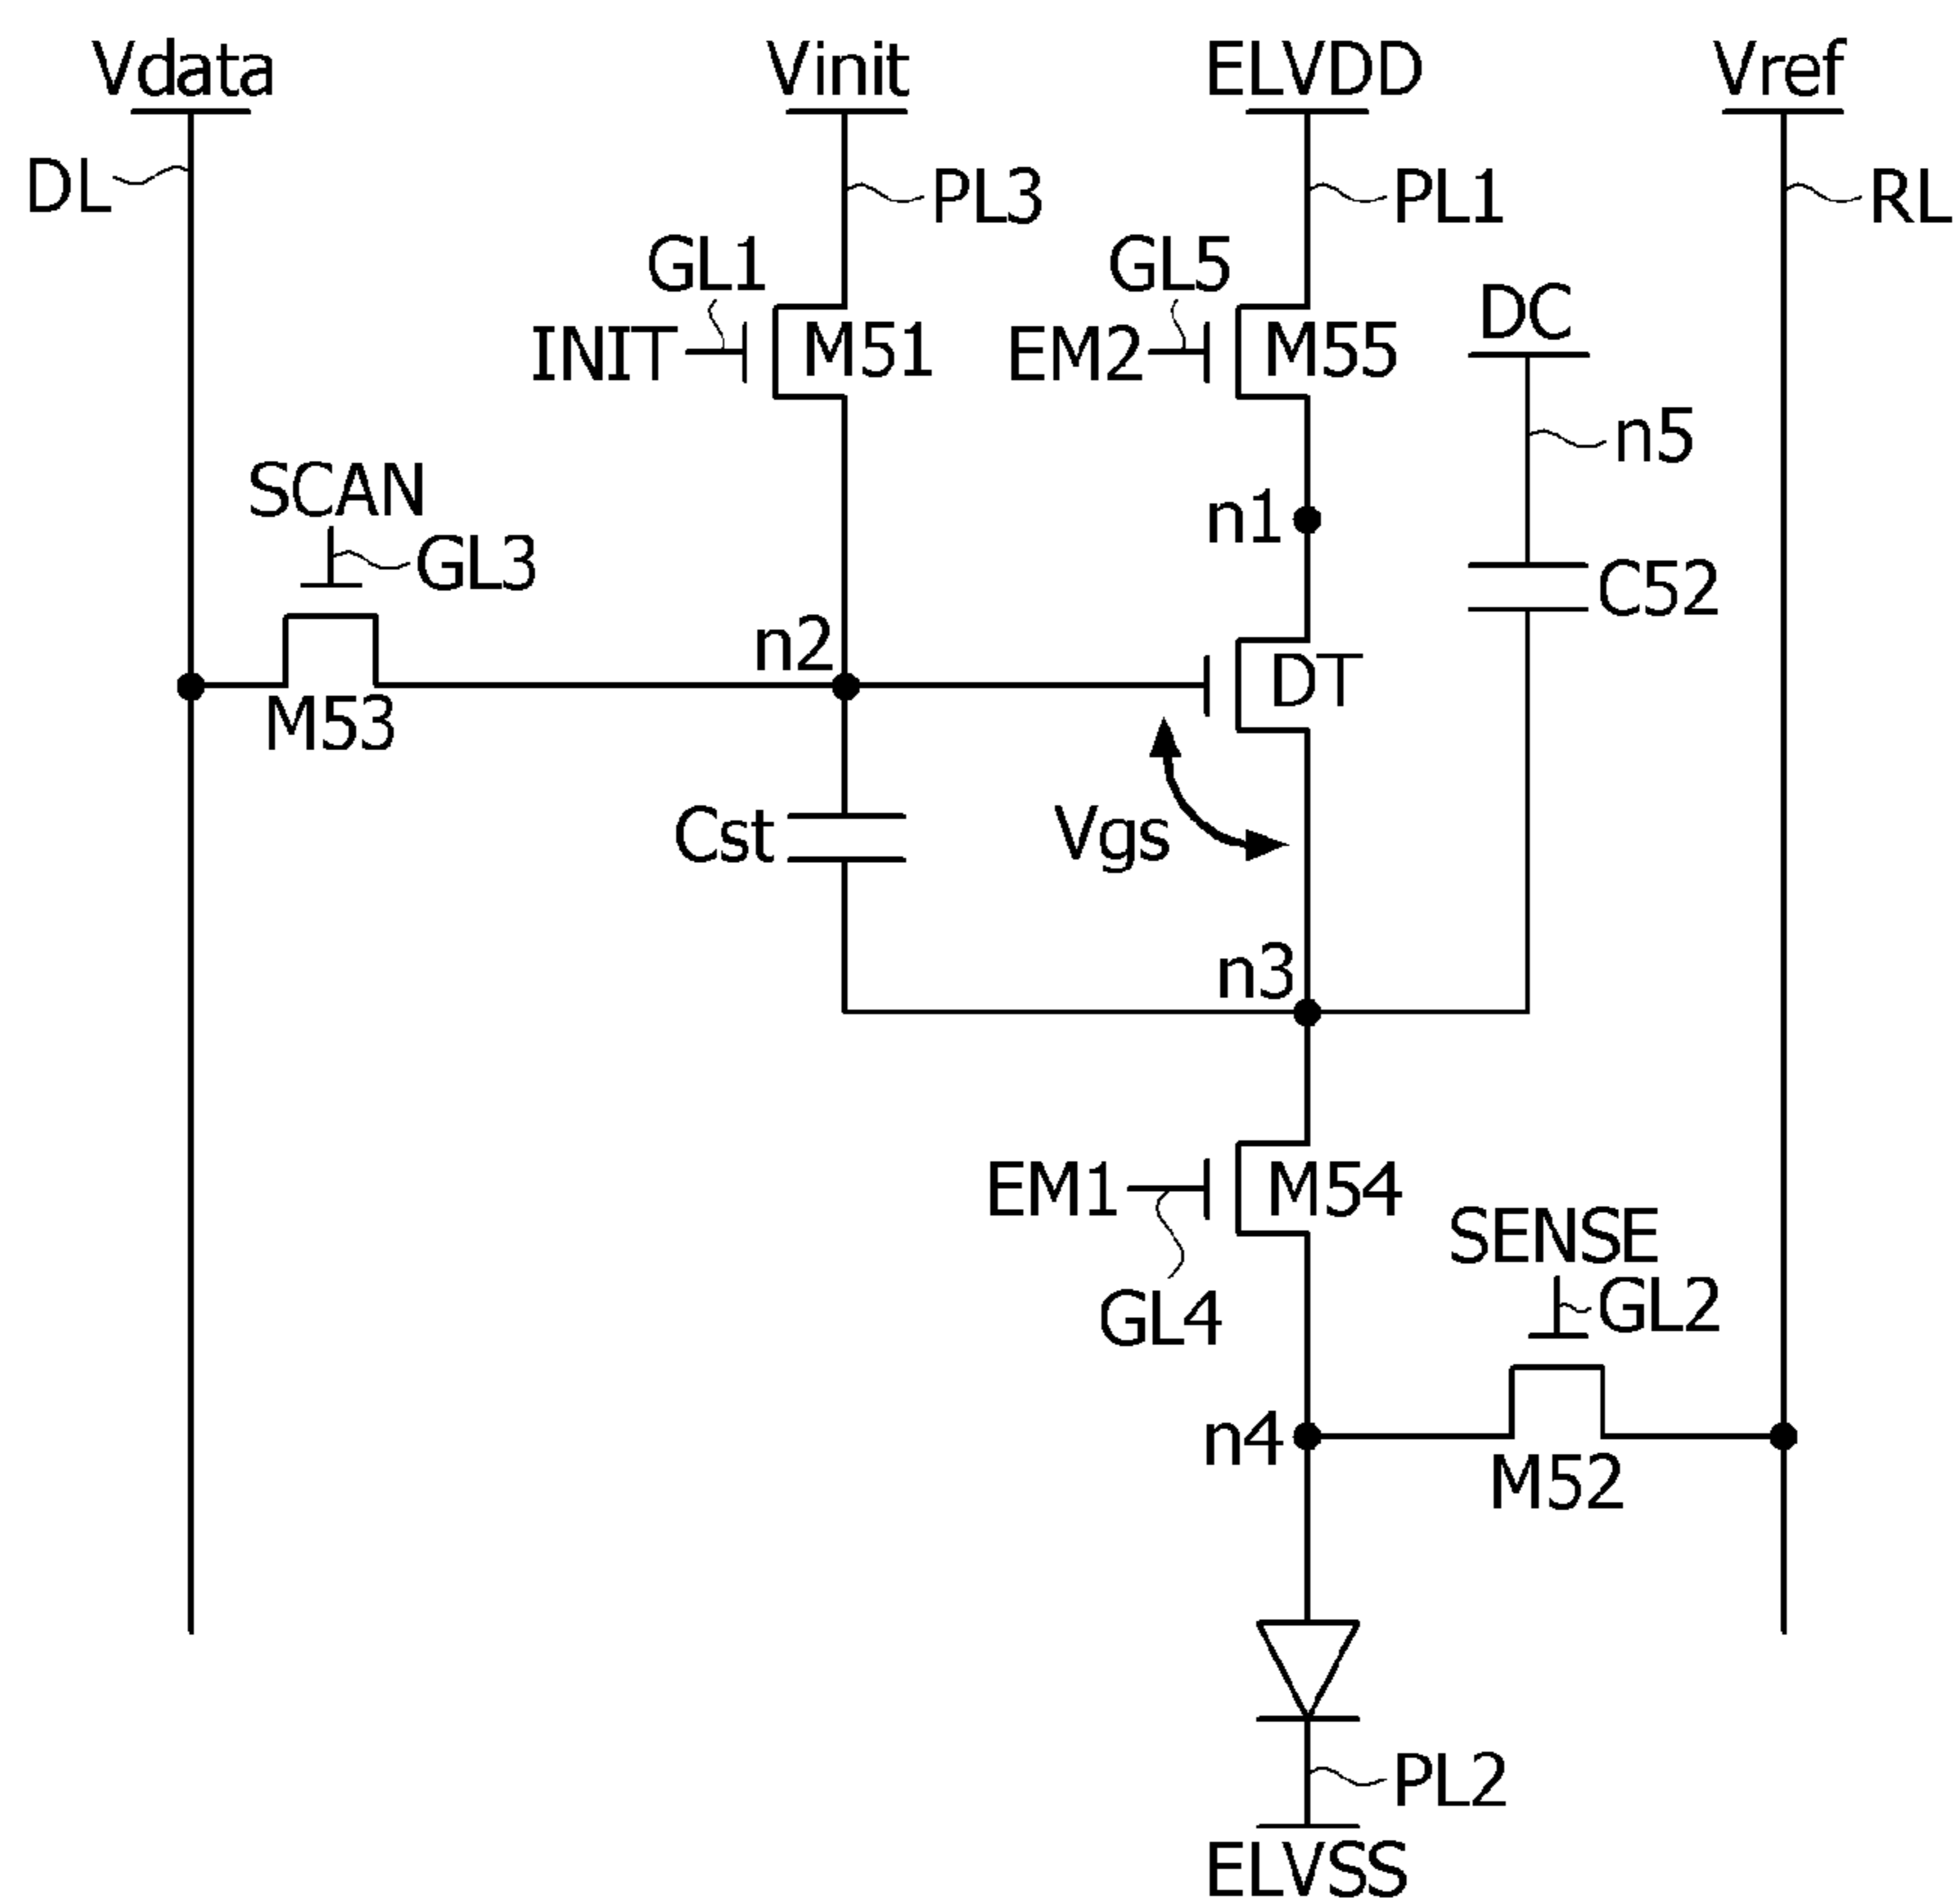 Vdata
Vinit
ELVDD
Vref
DL
PL3
PL1
RL
GL1
GL5
DC
INIT
M51
EM2
M55
n5
SCAN
n1
GL3
C52
n2
DT
M53
Cst
Vgs
n3
EM1
M54
SENSE
GL4
GL2
n4
M52
PL2
ELVSS